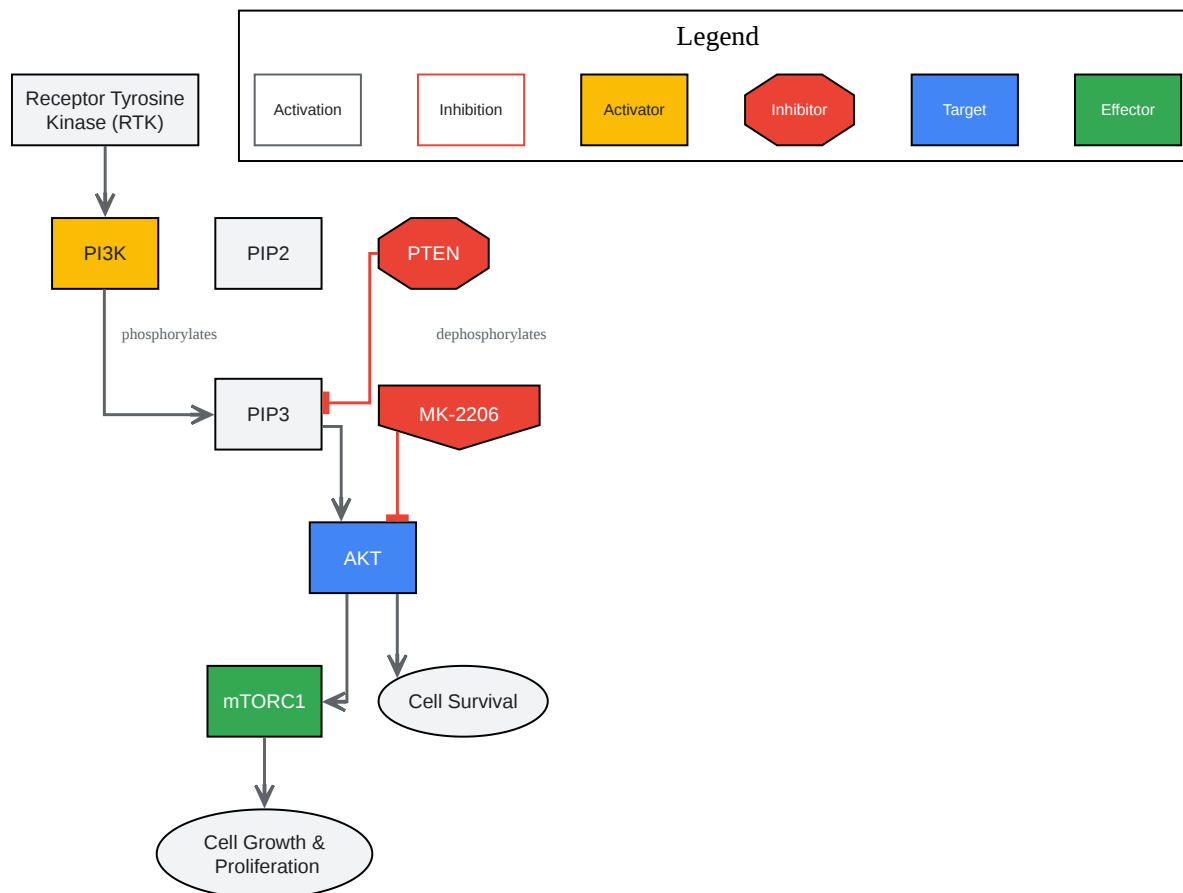 Legend
Activation
Inhibition
Activator
Inhibitor
Target
Effector
Receptor Tyrosine
Kinase (RTK)
PI3K
PIP2
PTEN
phosphorylates
dephosphorylates
PIP3
MK-2206
AKT
mTORC1
Cell Survival
Cell Growth &
Proliferation